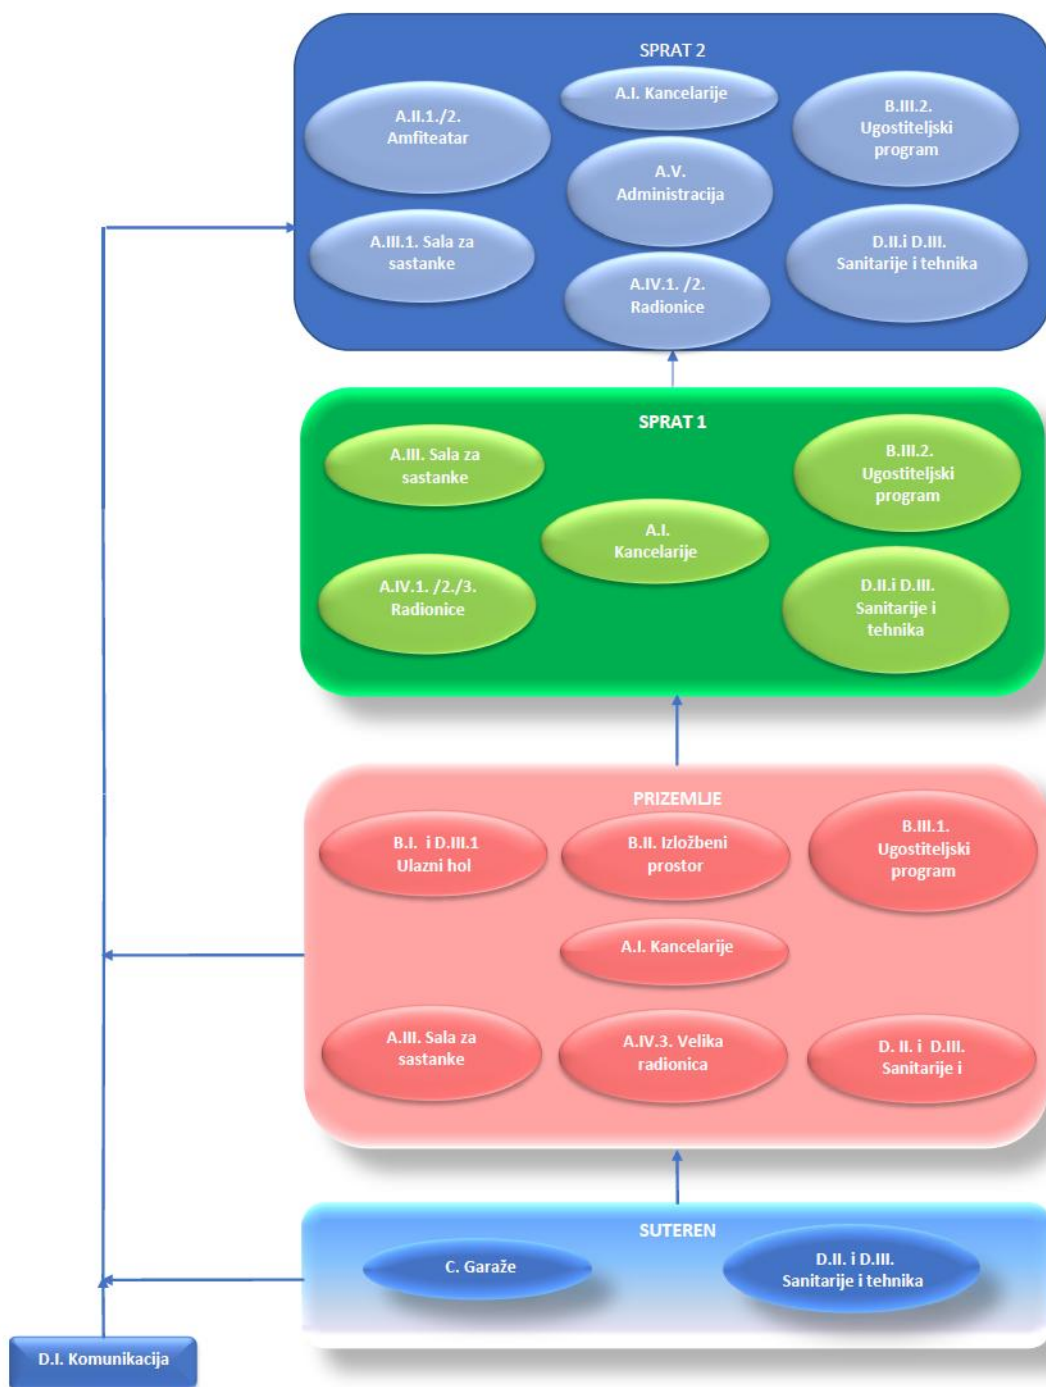 SPRAT 2
A.II.1./2.
Amfiteatar
A.I. Kancelarije
B.III.2.
Ugostiteljski
program
A.V.
Administracija
A.III.1. Sala za
sastanke
D.II.i D.III.
Sanitarije i tehnika
A.IV.1. /2.
Radionice
SPRAT 1
A.III. Sala za
sastanke
B.III.2.
Ugostiteljski
program
A.I.
Kancelarije
A.IV.1. /2./3.
Radionice
D.II.i D.III.
Sanitarije i
tehnika
PRIZEMLJE
B.I. i D.III.1
Ulazni hol
B.II. Izložbeni
prostor
B.III.1.
Ugostiteljski
program
A.I. Kancelarije
A.III. Sala za
sastanke
A.IV.3. Velika
radionica
D. II. i D.III.
Sanitarije i
SUTEREN
C. Garaže
D.II. i D.III.
Sanitarije i tehnika
D.I. Komunikacija